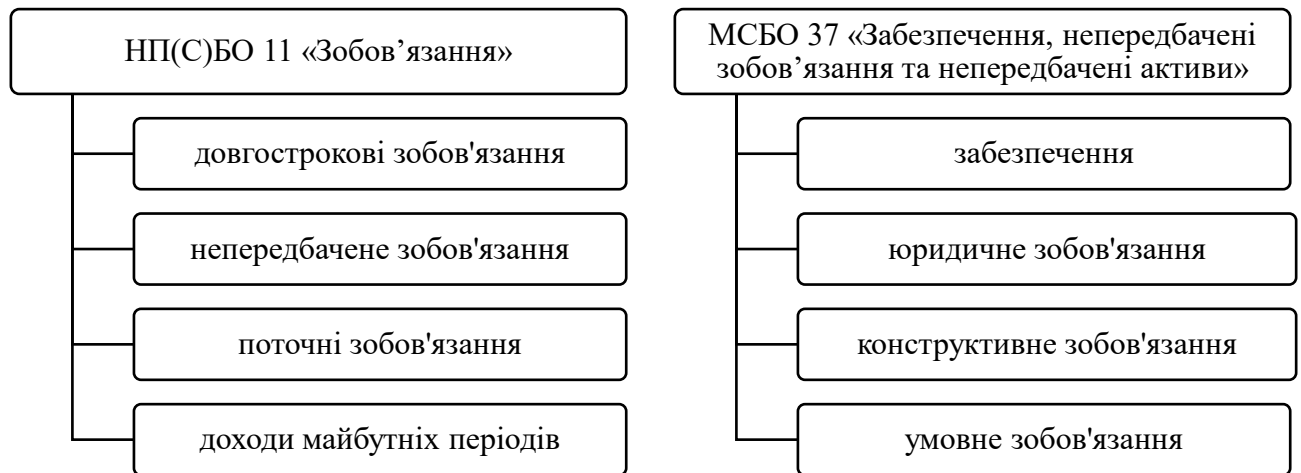 НП(С)БО 11 «Зобов’язання»
довгострокові зобов'язання
непередбачене зобов'язання
поточні зобов'язання
доходи майбутніх періодів
МСБО 37 «Забезпечення, непередбачені
зобов’язання та непередбачені активи»
забезпечення
юридичне зобов'язання
конструктивне зобов'язання
умовне зобов'язання